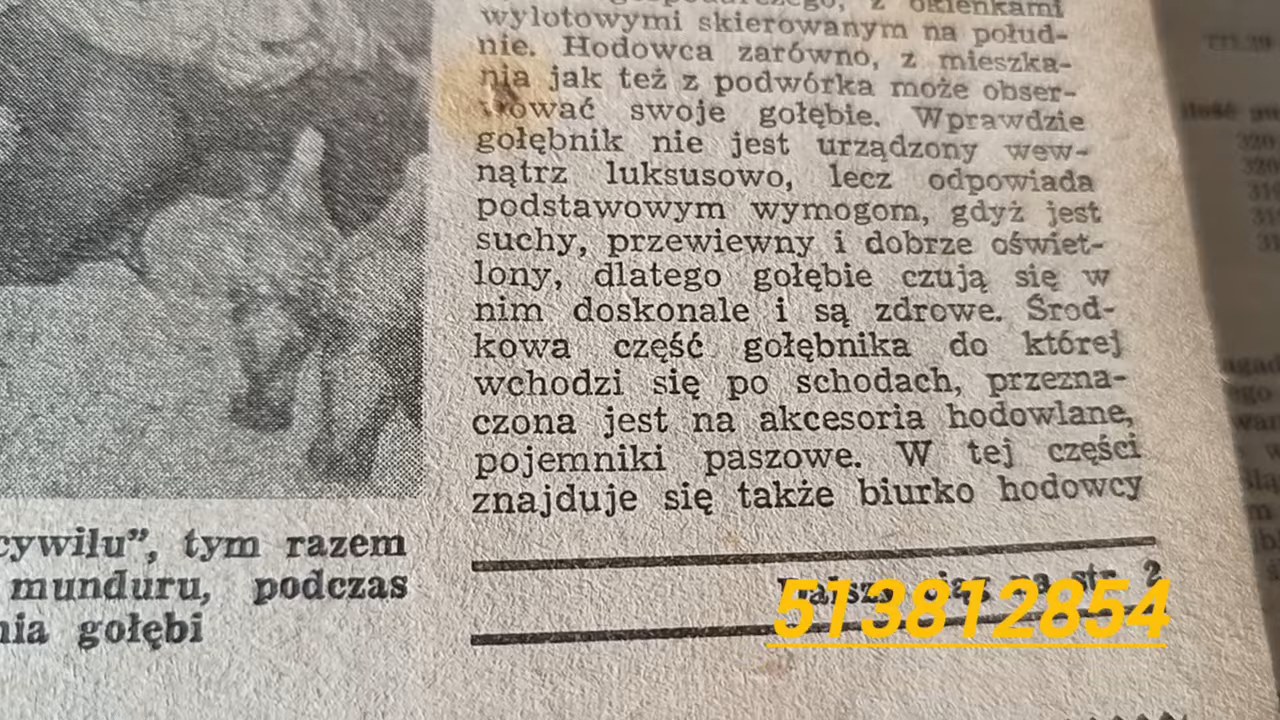 z okienkami
wylotowymi skierowanym na połud-
nie. Hodowca zarówno, z mieszka-
nia jak też z podwórka może obser-
wować swoje gołębie. Wprawdzie
gołębnik nie jest urządzony wew-
nątrz luksusowo, lecz odpowiada
podstawowym wymogom, gdyż jest
suchy, przewiewny i dobrze oświet-
lony, dlatego gołębie czują się w
nim doskonale i są zdrowe. Środ-
kowa część gołębnika do której
wchodzi się po schodach, przezna-
czona jest na akcesoria hodowlane,
pojemniki paszowe. W tej części
znajduje się także biurko hodowcy
na str. 2
513812854
cywilu”, tym razem
munduru, podczas
gołębi